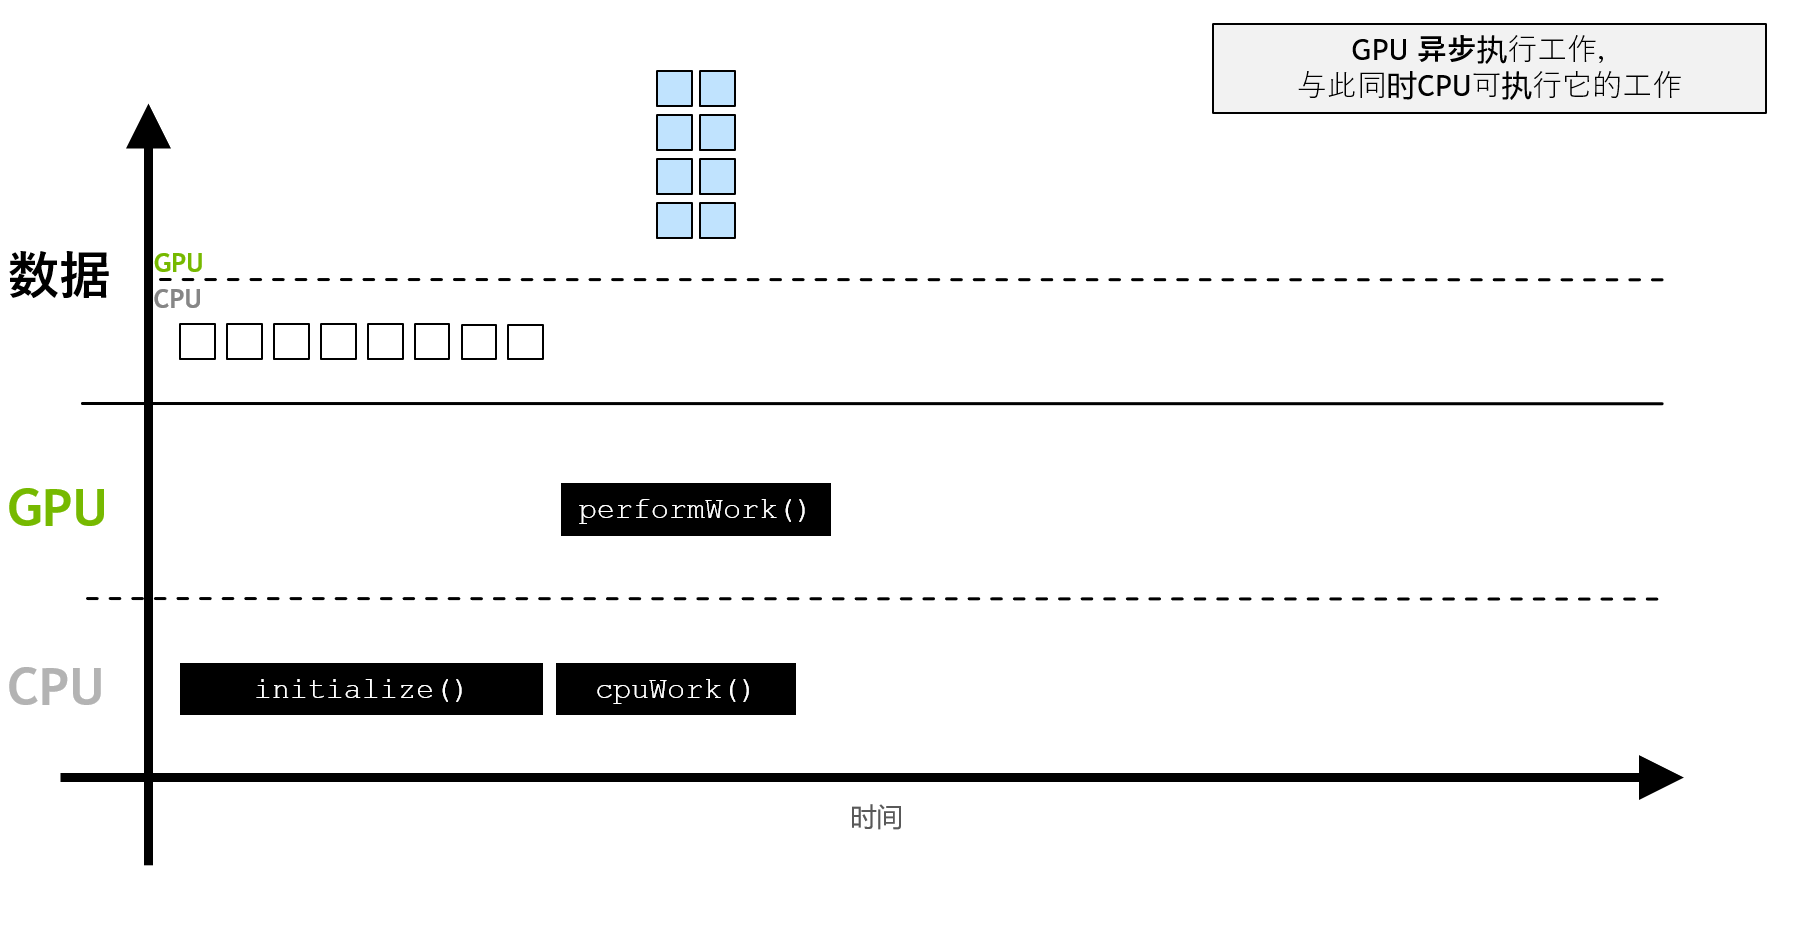 GPU 异步执行工作,
与此同时CPU可执行它的工作
数据
GPU
CPU
GPU
performWork()
CPU
initialize()
cpuWork()
时间